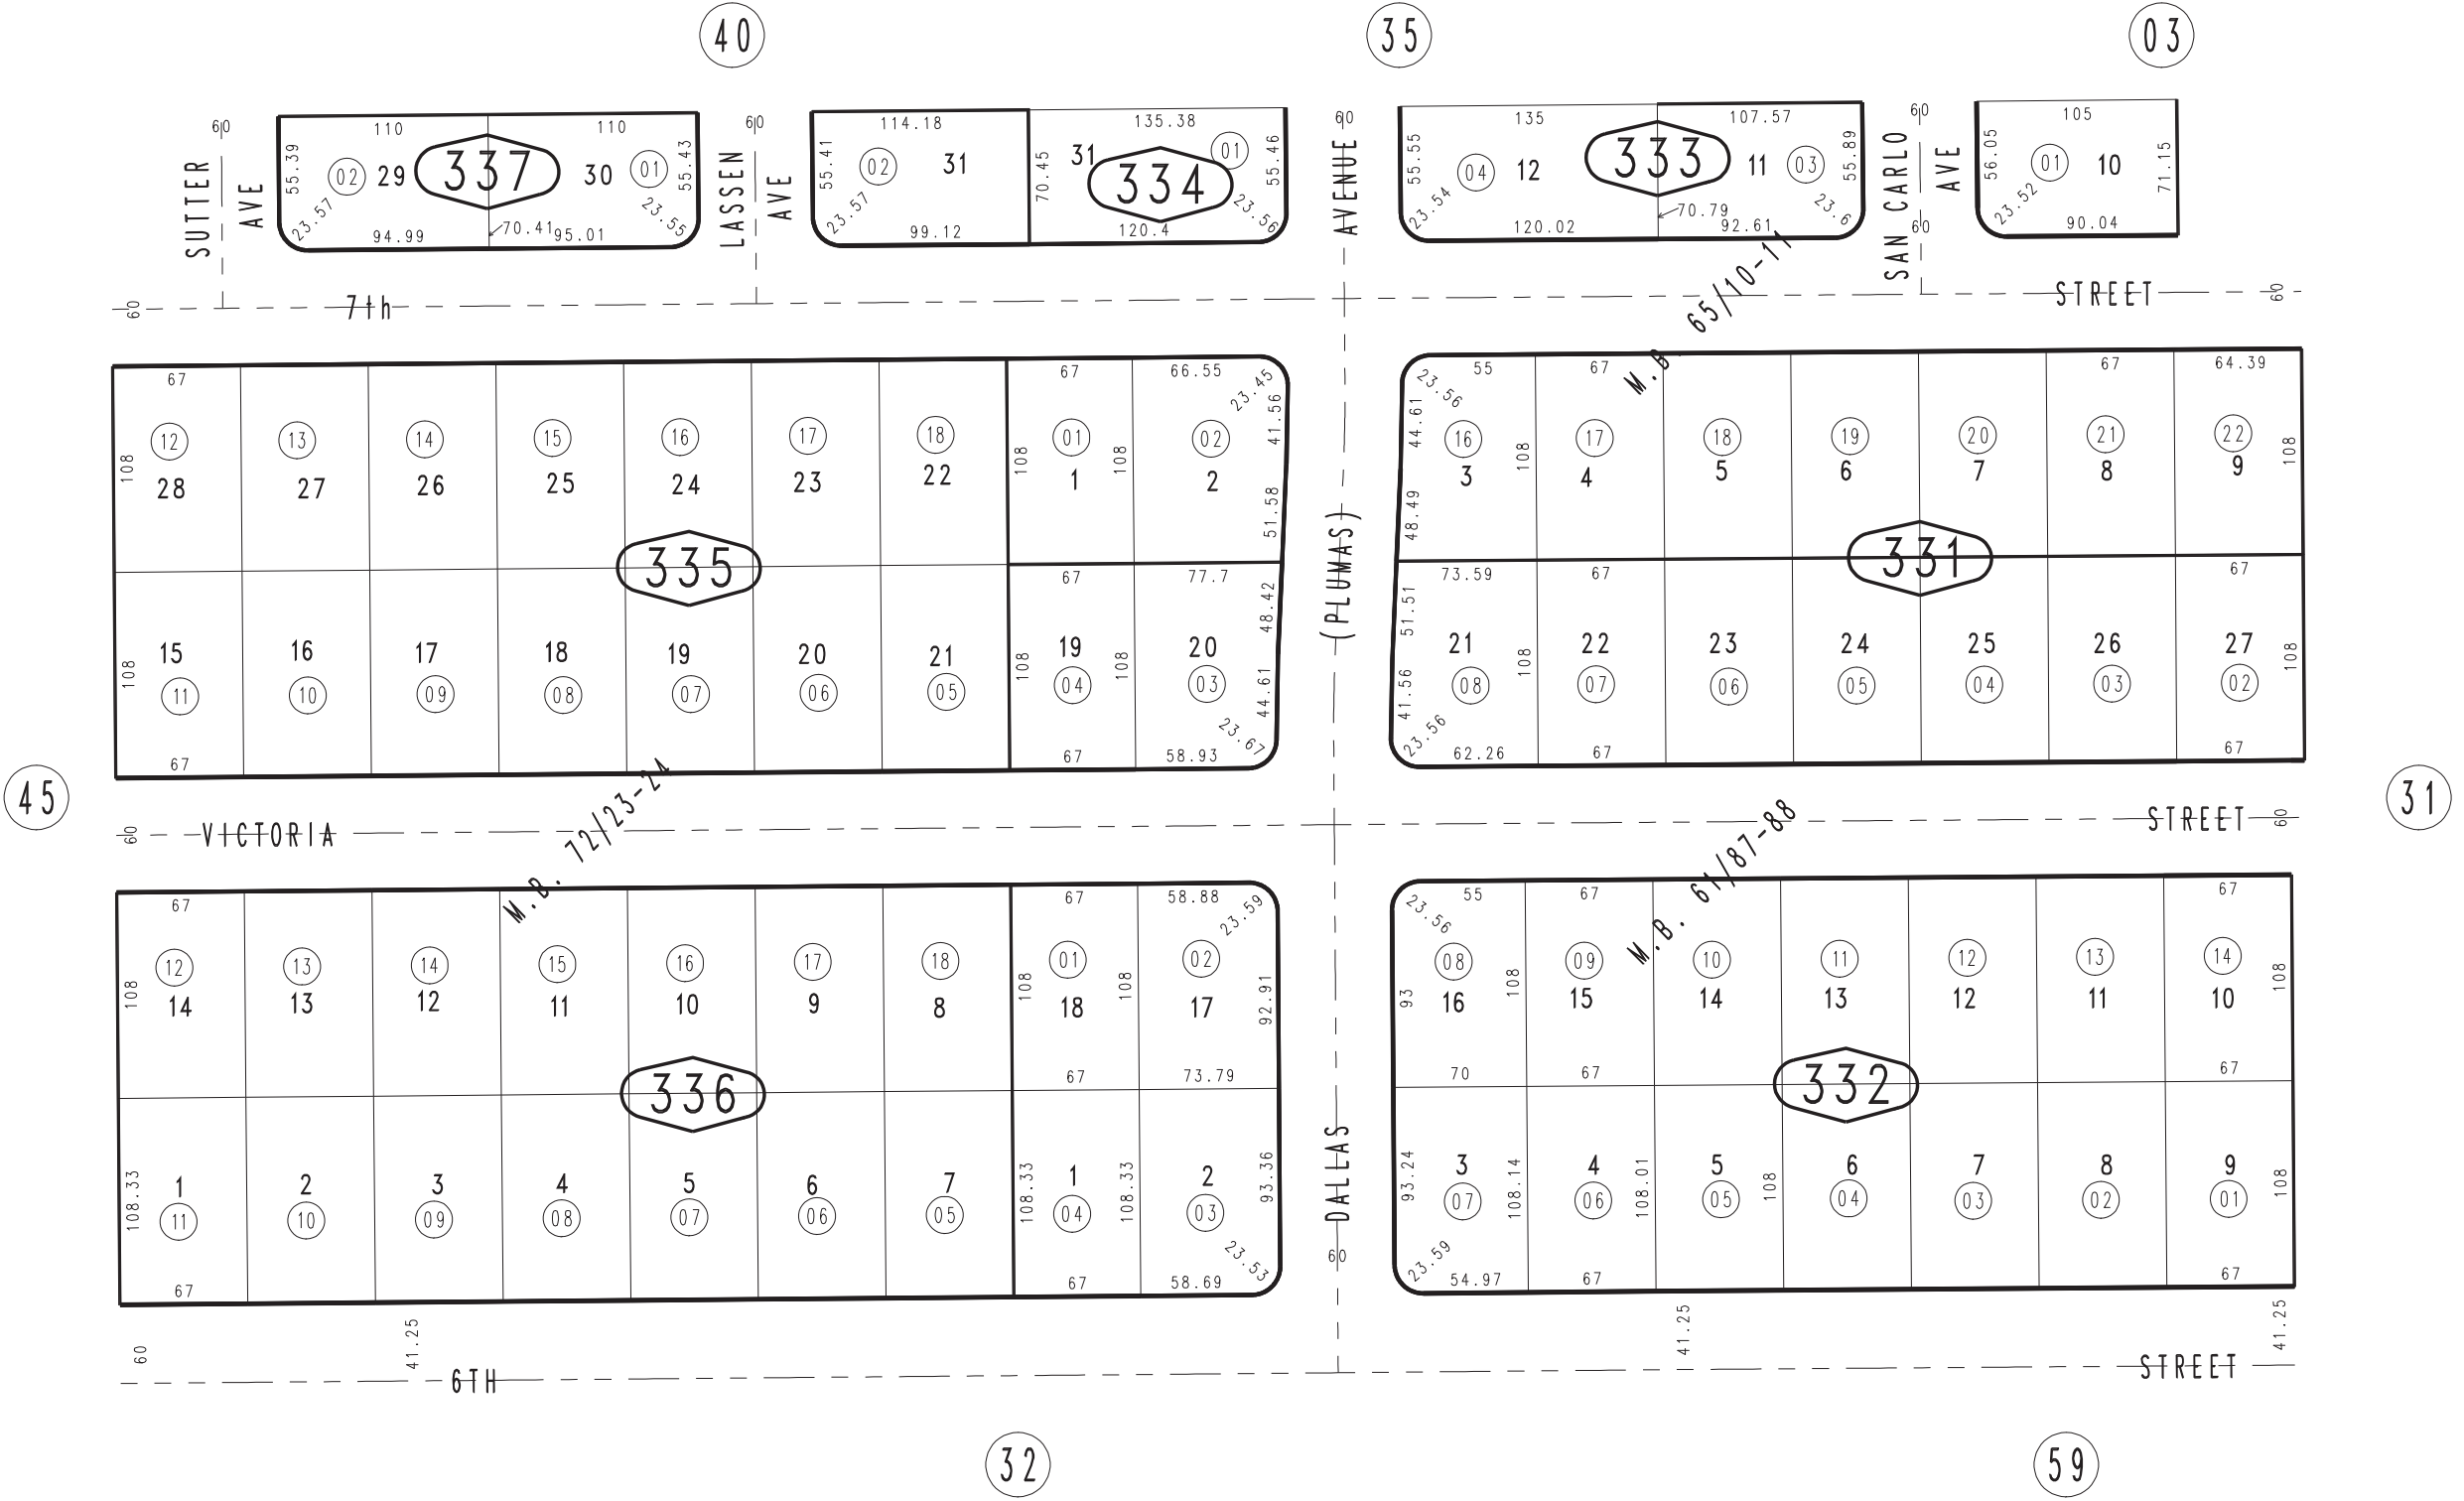 40 35 03
60 60 60 60
SUTTER AVE
LASSEN AVE
AVENUE
SAN CARLO AVE
110 110
55.39 02 29 337 30 01 55.43
23.57 23.55
94.99 70.41 95.01
114.18 135.38
55.41 02 31 70.45 31 334 01 55.46
23.57 23.56
99.12 120.4
135 107.57
55.55 04 12 333 11 03 55.89
23.54 70.79 23.6
120.02 92.61
60
105
56.05 01 10 71.15
23.52
90.04
M.B. 65/10-11
60 7th STREET 60
67 67 66.55
23.45
12 13 14 15 16 17 18 01 02 41.56
108 108 108
28 27 26 25 24 23 22 1 2
51.58
335
67 77.7
48.42
15 16 17 18 19 20 21 19 20
108 108 108
11 10 09 08 07 06 05 04 03 44.61
23.67
67 67 58.93
55 67 67 64.39
23.56
44.61 16 17 18 19 20 21 22
108 108
3 4 5 6 7 8 9
48.49
331
73.59 67 67
51.51
21 22 23 24 25 26 27
108 108
41.56 08 07 06 05 04 03 02
23.56
62.26 67 67
(PLUMAS)
45 31
M.B. 72/23-24
M.B. 61/87-88
60 VICTORIA STREET 60
67 67 58.88
23.59
12 13 14 15 16 17 18 01 02
108 108 108 92.91
14 13 12 11 10 9 8 18 17
67 73.79
336
1 2 3 4 5 6 7 1 2
108.33 108.33 108.33 93.36
11 10 09 08 07 06 05 04 03
23.53
67 67 58.69
55 67 67
23.56
08 09 10 11 12 13 14
93 108 108
16 15 14 13 12 11 10
70 67 67
332
3 4 5 6 7 8 9
93.24 108.14 108.01 108 108
07 06 05 04 03 02 01
23.59
54.97 67 67
DALLAS
60
60 41.25 41.25 41.25
6TH STREET
32 59